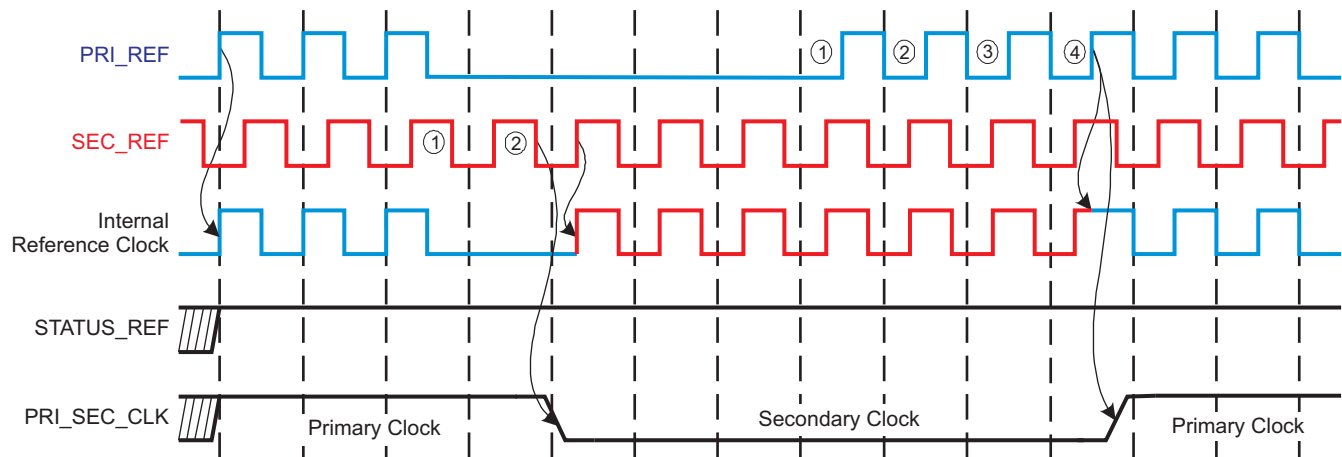 PRI_REF
① ② ③ ④
SEC_REF
① ②
Internal
Reference Clock
STATUS_REF
PRI_SEC_CLK
Primary Clock
Secondary Clock
Primary Clock